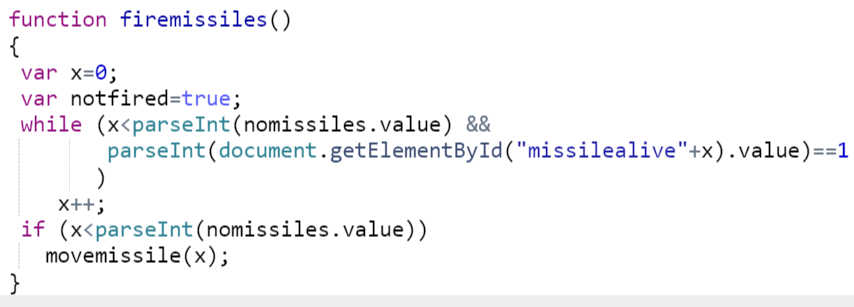 function firemissiles()
{
var x=0;
var notfired=true;
while (x<parseInt(nomissiles.value) &&
parseInt(document.getElementById("missilealive"+x).value)==1
)
x++;
if (x<parseInt(nomissiles.value))
movemissile(x);
}